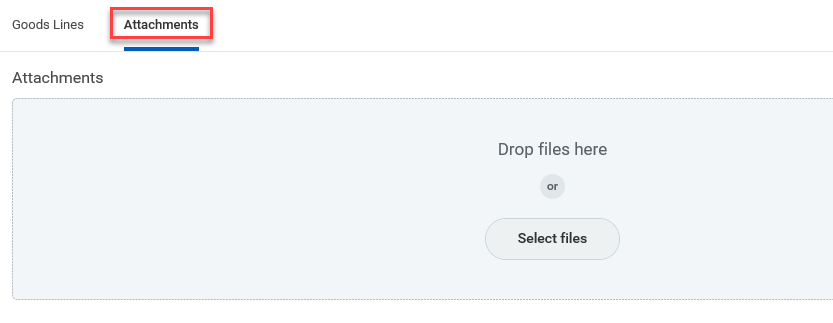 Goods Lines Attachments
Attachments
Drop files here
or
Select files